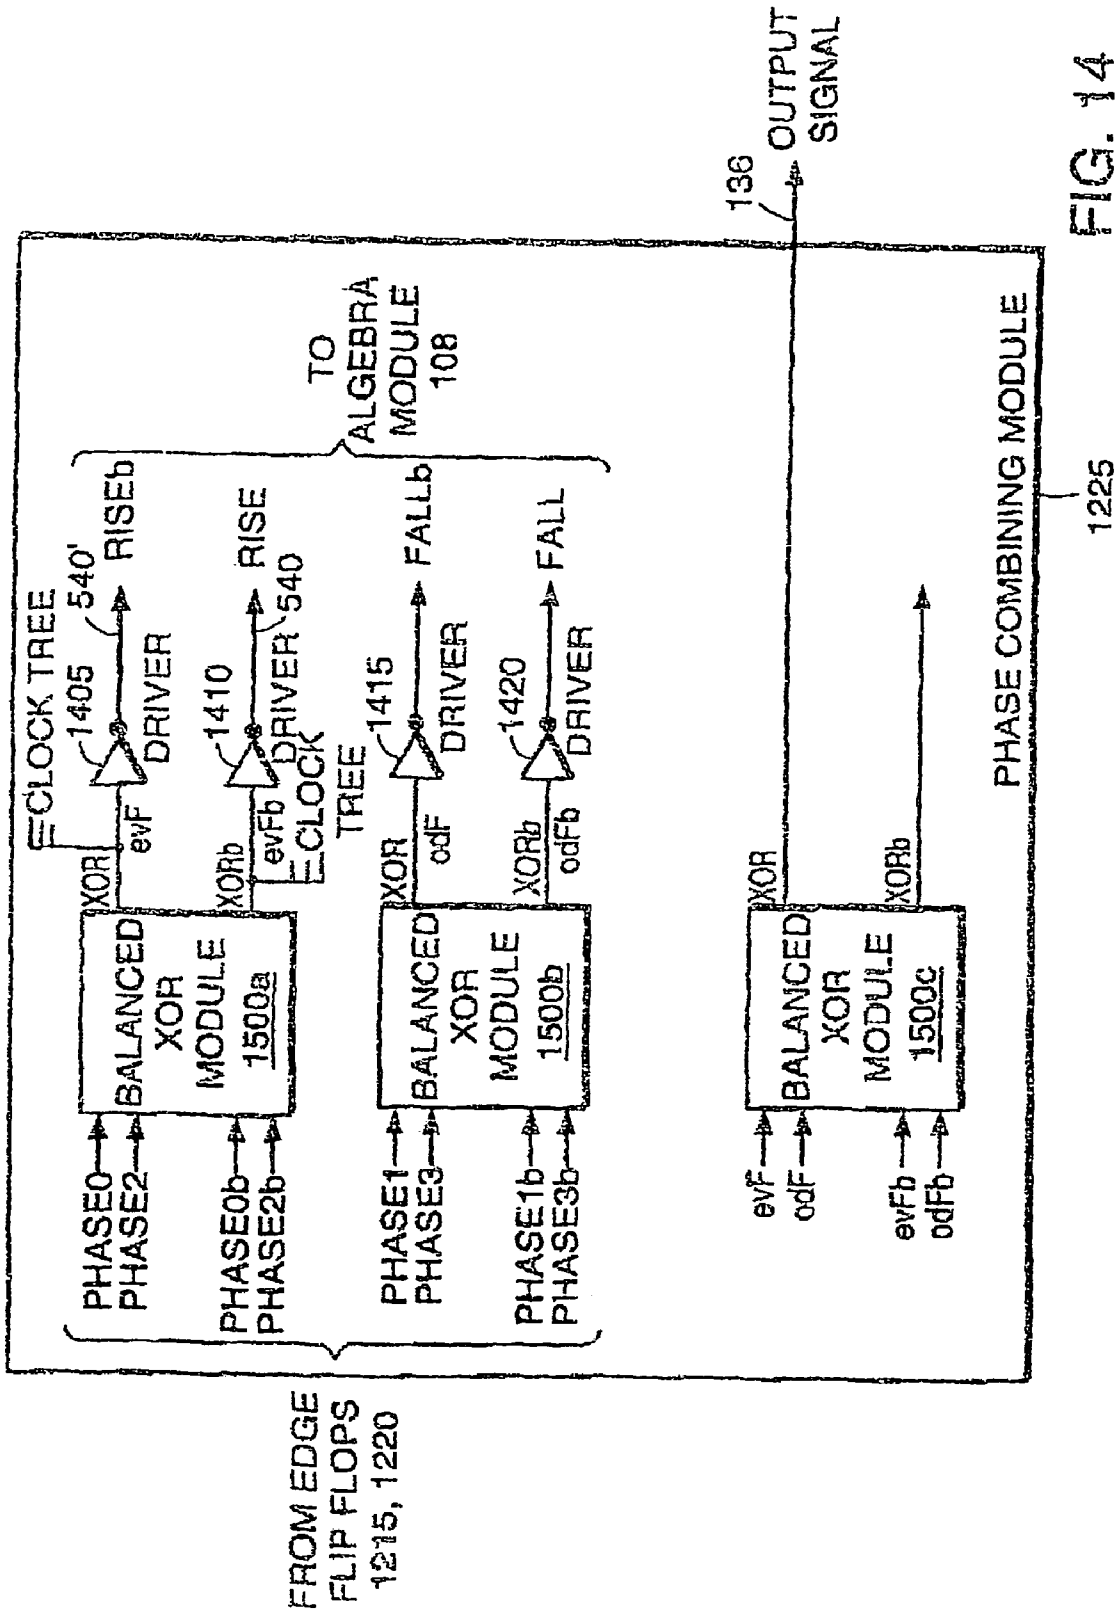 CLOCK TREE
1405
540'
XOR
evF
DRIVER
RISEb
PHASE0
PHASE2
BALANCED
XOR
MODULE
1500a
PHASE0b
PHASE2b
XORb
evFb
1410
DRIVER
540
RISE
CLOCK
TREE
TO
ALGEBRA
MODULE
108
FROM EDGE
FLIP FLOPS
1215, 1220
PHASE1
PHASE3
BALANCED
XOR
MODULE
1500b
PHASE1b
PHASE3b
XOR
odF
1415
DRIVER
FALLb
XORb
odFb
1420
DRIVER
FALL
evF
odF
BALANCED
XOR
MODULE
1500c
evFb
odFb
XOR
XORb
136
OUTPUT
SIGNAL
PHASE COMBINING MODULE
1225
FIG. 14